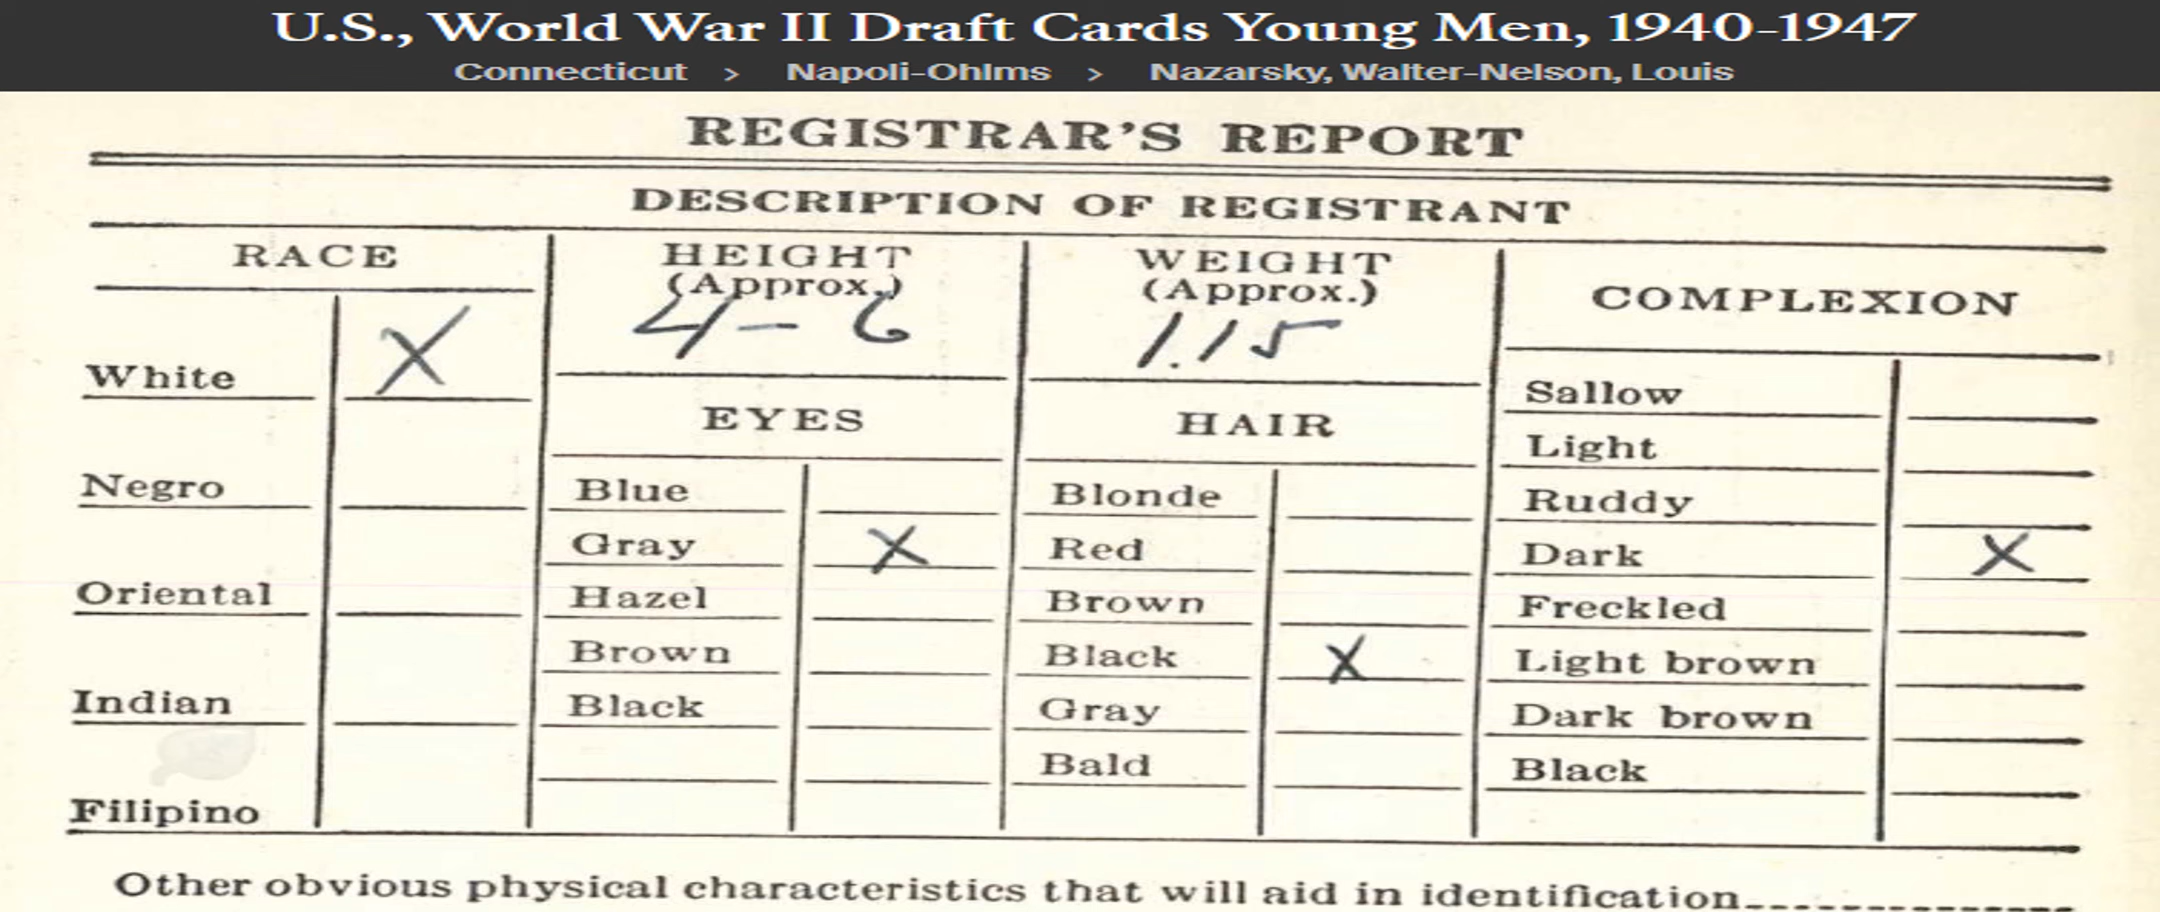 U.S., World War II Draft Cards Young Men, 1940-1947
Connecticut > Napoli-Ohlms > Nazarsky, Walter-Nelson, Louis
REGISTRAR'S REPORT
DESCRIPTION OF REGISTRANT
RACE
White X
Negro
Oriental
Indian
Filipino
HEIGHT
(Approx.)
4-6
EYES
Blue
Gray X
Hazel
Brown
Black
WEIGHT
(Approx.)
115
HAIR
Blonde
Red
Brown
Black X
Gray
Bald
COMPLEXION
Sallow
Light
Ruddy
Dark X
Freckled
Light brown
Dark brown
Black
Other obvious physical characteristics that will aid in identification